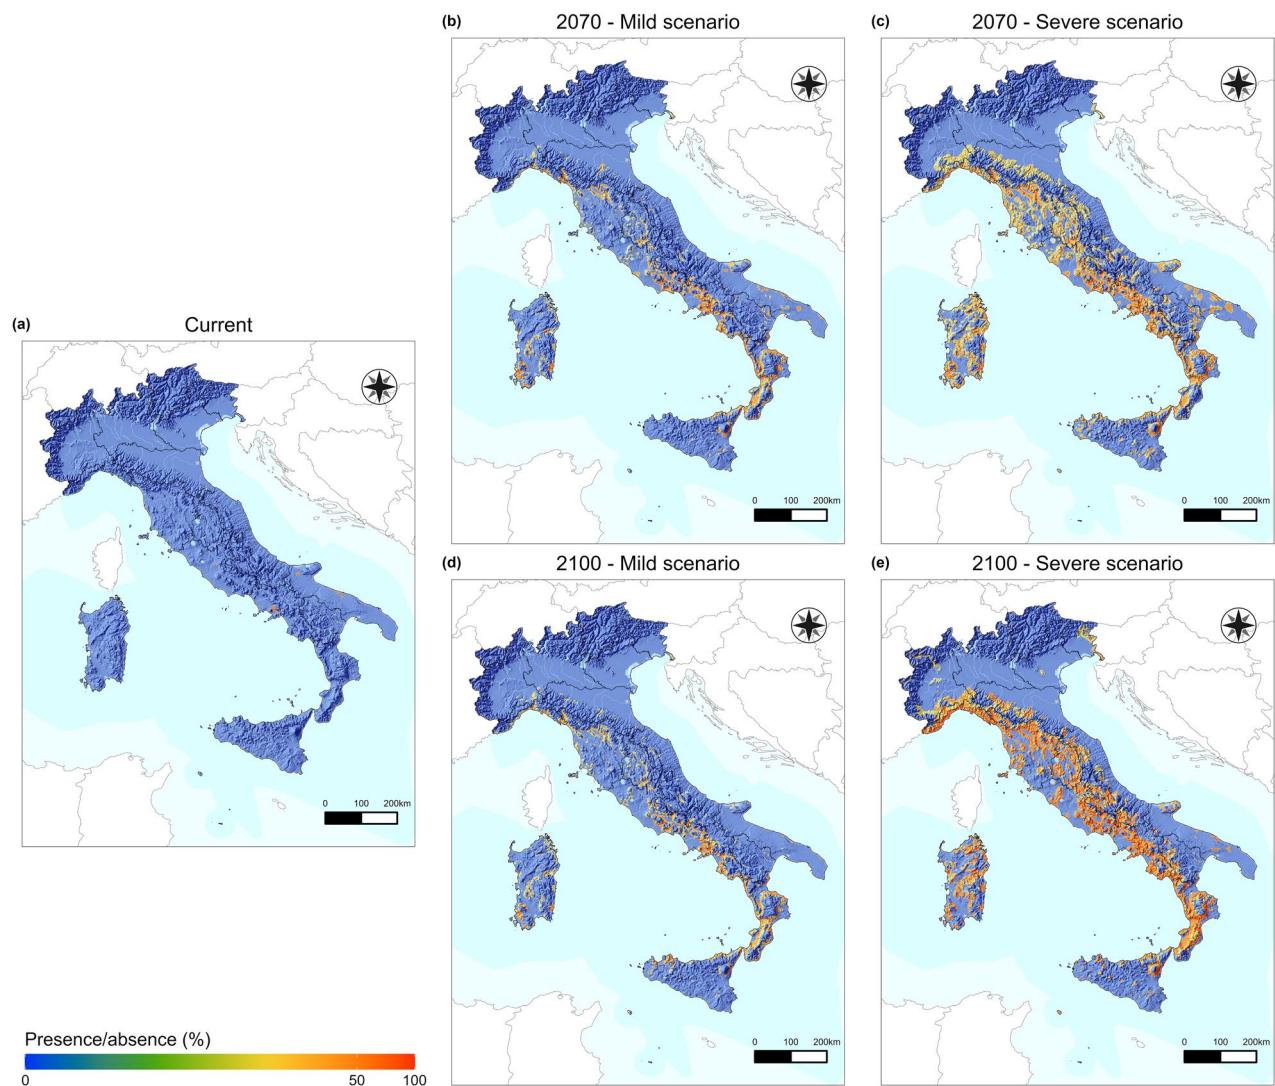 (b) 2070 - Mild scenario
(c) 2070 - Severe scenario
0 100 200km
0 100 200km
(a) Current
0 100 200km
(d) 2100 - Mild scenario
(e) 2100 - Severe scenario
0 100 200km
0 100 200km
Presence/absence (%)
0 50 100